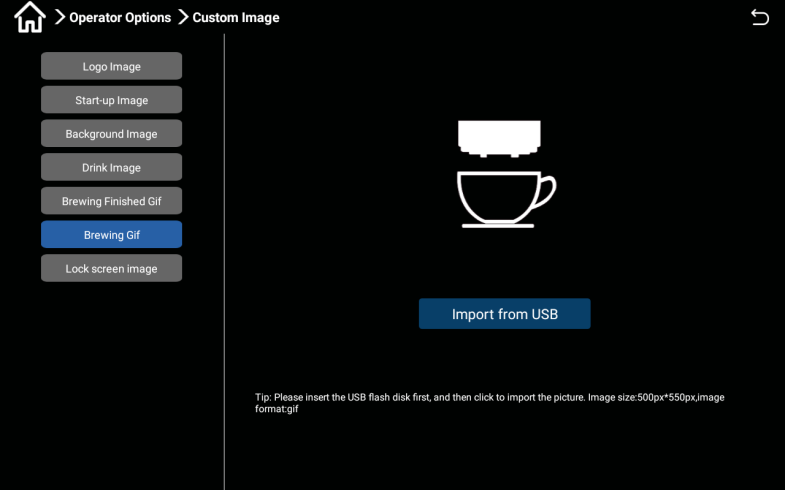 Operator Options
Custom Image
Logo Image
Start-up Image
Background Image
Drink Image
Brewing Finished Gif
Brewing Gif
Lock screen image
Import from USB
Tip: Please insert the USB flash disk first, and then click to import the picture. Image size:500px*550px,image
format:gif